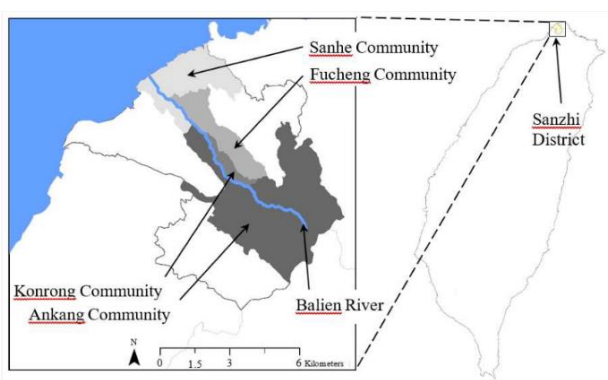 Sanhe Community
Fucheng Community
Sanzhi
District
Konrong Community
Ankang Community
Balien River
N
0 1.5 3 6 Kilometers